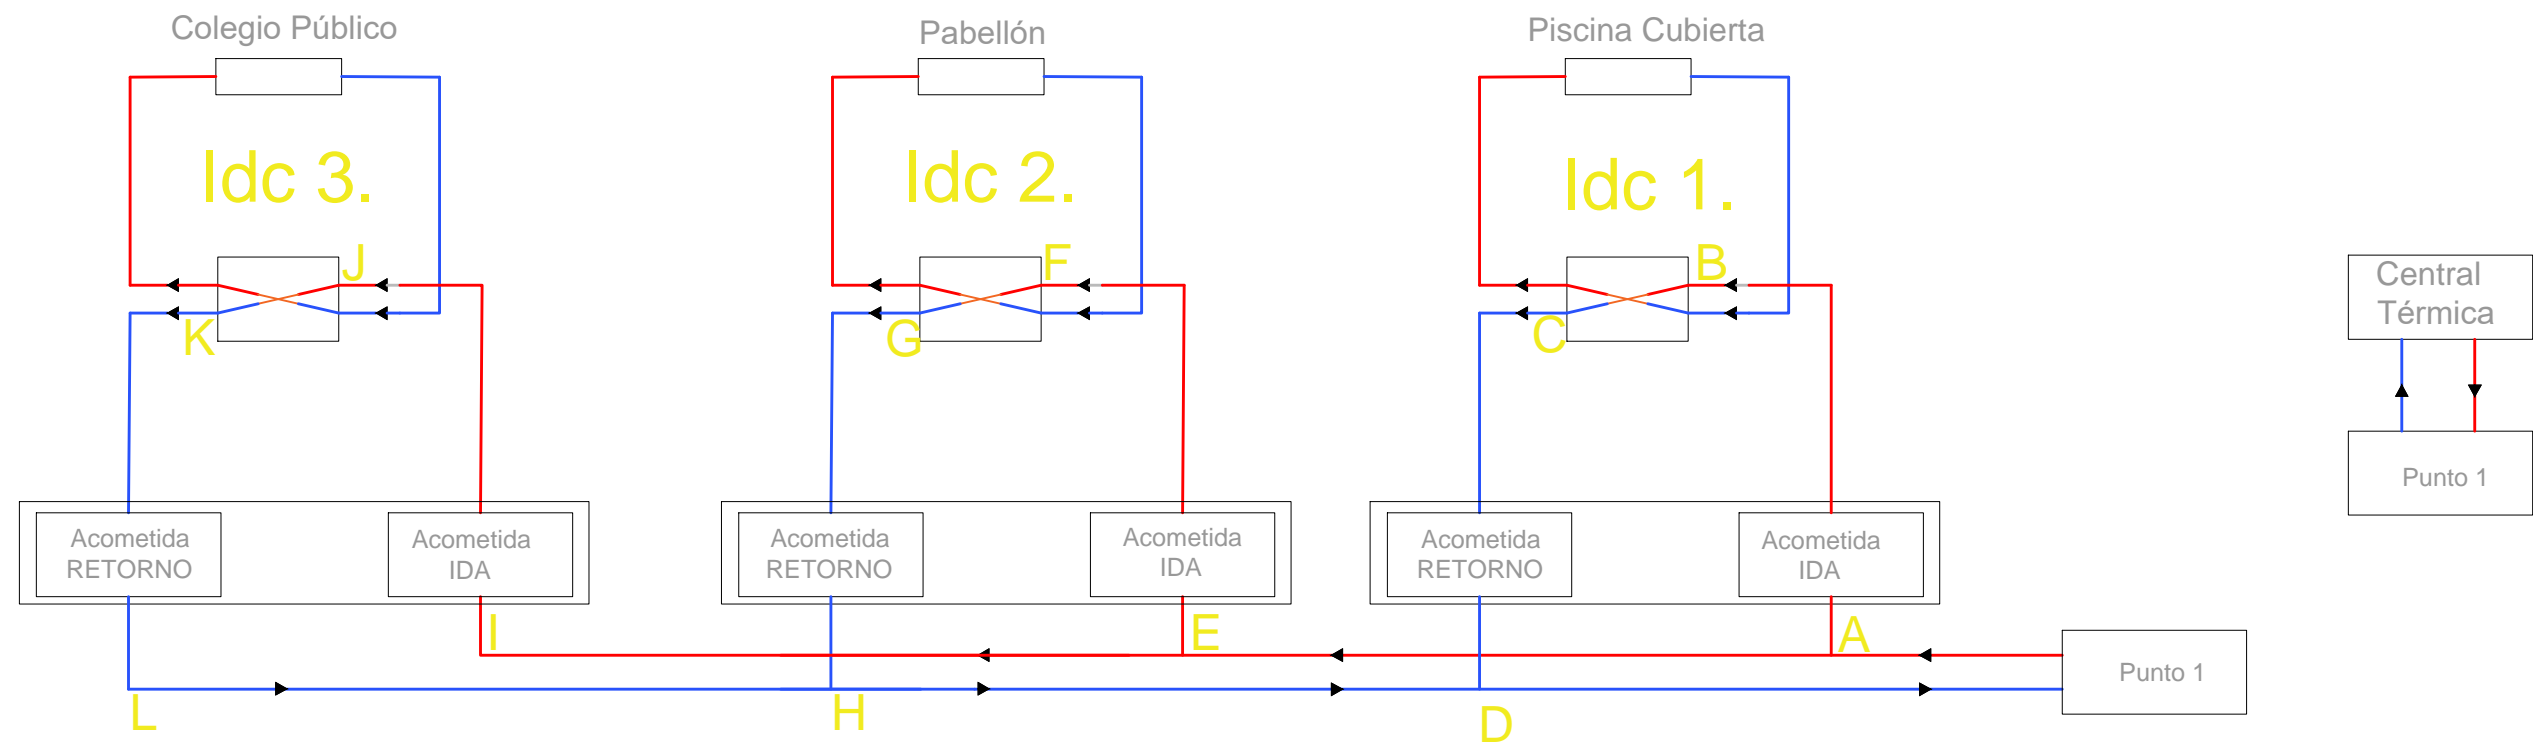 Colegio Público
Pabellón
Piscina Cubierta
Idc 3.
Idc 2.
Idc 1.
J
F
B
K
G
C
Central
Térmica
Punto 1
Acometida
RETORNO
Acometida
IDA
Acometida
RETORNO
Acometida
IDA
Acometida
RETORNO
Acometida
IDA
I
E
A
Punto 1
L
H
D